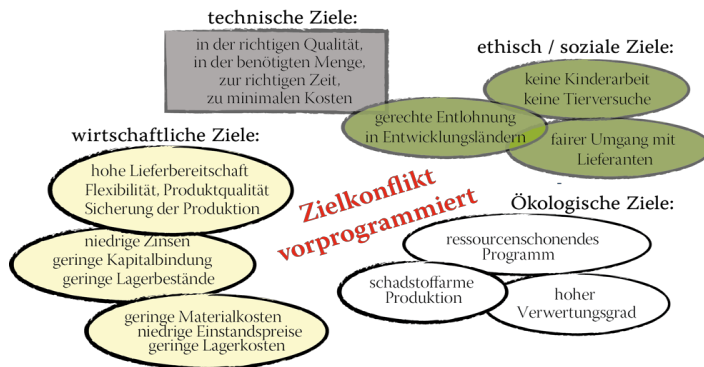 technische Ziele:
in der richtigen Qualität,
in der benötigten Menge,
zur richtigen Zeit,
zu minimalen Kosten
ethisch / soziale Ziele:
keine Kinderarbeit
keine Tierversuche
gerechte Entlohnung
in Entwicklungsländern
fairer Umgang mit
Lieferanten
wirtschaftliche Ziele:
hohe Lieferbereitschaft
Flexibilität, Produktqualität
Sicherung der Produktion
niedrige Zinsen
geringe Kapitalbindung
geringe Lagerbestände
geringe Materialkosten
niedrige Einstandspreise
geringe Lagerkosten
Zielkonflikt
vorprogrammiert
Ökologische Ziele:
ressourcenschonendes
Programm
schadstoffarme
Produktion
hoher
Verwertungsgrad